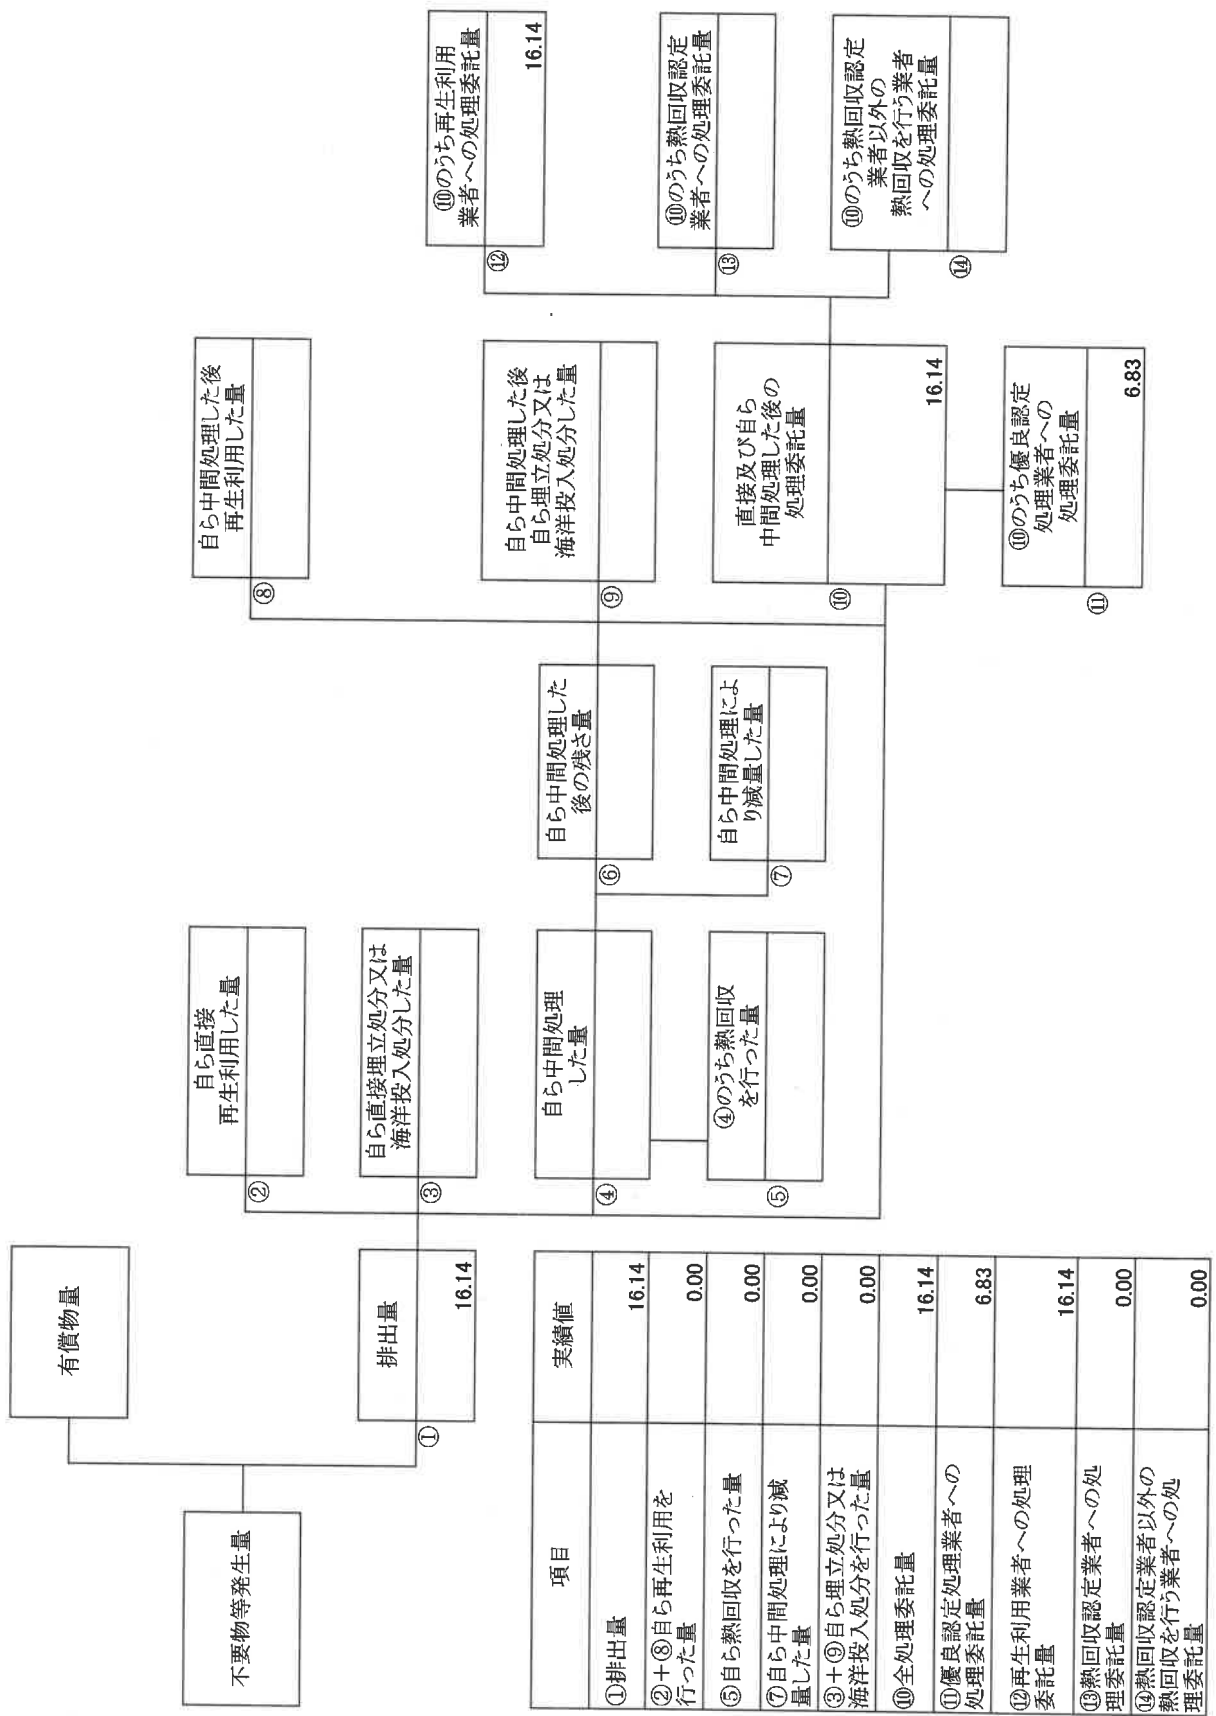 不要物等発生量
有償物量
排出量
①
16.14
自ら直接
再生利用した量
②
自ら直接埋立処分又は
海洋投入処分した量
③
自ら中間処理
した量
④
④のうち熱回収
を行った量
⑤
自ら中間処理した
後の残さ量
⑥
自ら中間処理によ
り減量した量
⑦
自ら中間処理した後
再生利用した量
⑧
自ら中間処理した後
自ら埋立処分又は
海洋投入処分した量
⑨
直接及び自ら
中間処理した後の
処理委託量
⑩
16.14
⑩のうち優良認定
処理業者への
処理委託量
⑪
6.83
⑩のうち再生利用
業者への処理委託量
⑫
16.14
⑩のうち熱回収認定
業者への処理委託量
⑬
⑩のうち熱回収認定
業者以外の
熱回収を行う業者
への処理委託量
⑭
項目 実績値
①排出量 16.14
②+⑧自ら再生利用を
行った量 0.00
⑤自ら熱回収を行った量 0.00
⑦自ら中間処理により減
量した量 0.00
③+⑨自ら埋立処分又は
海洋投入処分を行った量 0.00
⑩全処理委託量 16.14
⑪優良認定処理業者への
処理委託量 6.83
⑫再生利用業者への処理
委託量 16.14
⑬熱回収認定業者への処
理委託量 0.00
⑭熱回収認定業者以外の
熱回収を行う業者への処
理委託量 0.00